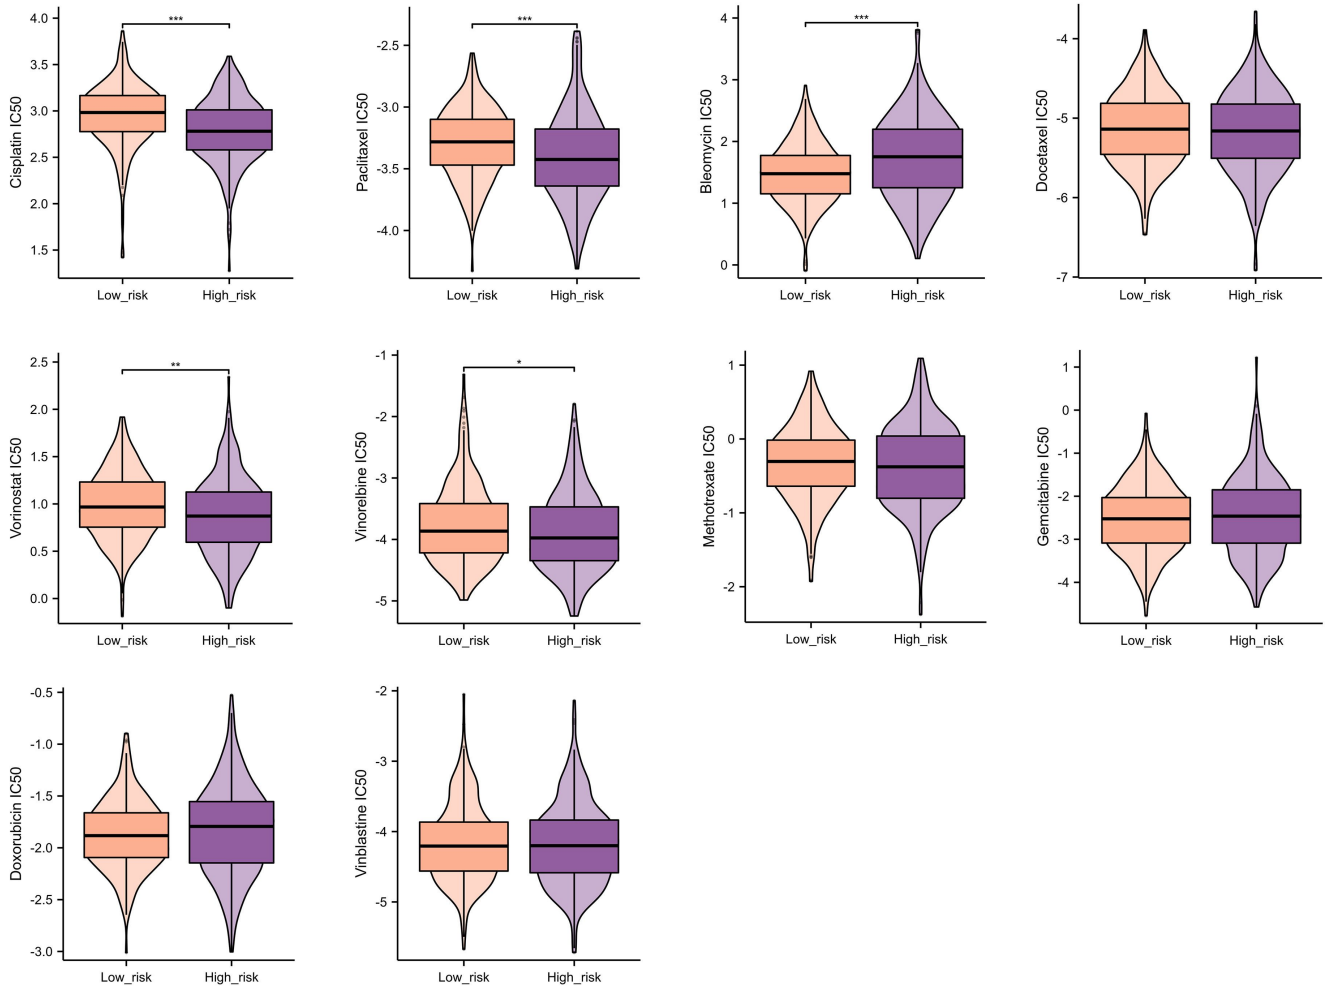 Cisplatin IC50
4.0
3.5
3.0
2.5
2.0
1.5
***
Low_risk High_risk
Paclitaxel IC50
-2.5
-3.0
-3.5
-4.0
***
Low_risk High_risk
Bleomycin IC50
4
3
2
1
0
***
Low_risk High_risk
Docetaxel IC50
-4
-5
-6
-7
Low_risk High_risk
Vorinostat IC50
2.5
2.0
1.5
1.0
0.5
0.0
**
Low_risk High_risk
Vinorelbine IC50
-1
-2
-3
-4
-5
*
Low_risk High_risk
Methotrexate IC50
1
0
-1
-2
Low_risk High_risk
Gemcitabine IC50
1
0
-1
-2
-3
-4
Low_risk High_risk
Doxorubicin IC50
-0.5
-1.0
-1.5
-2.0
-2.5
-3.0
Low_risk High_risk
Vinblastine IC50
-2
-3
-4
-5
Low_risk High_risk